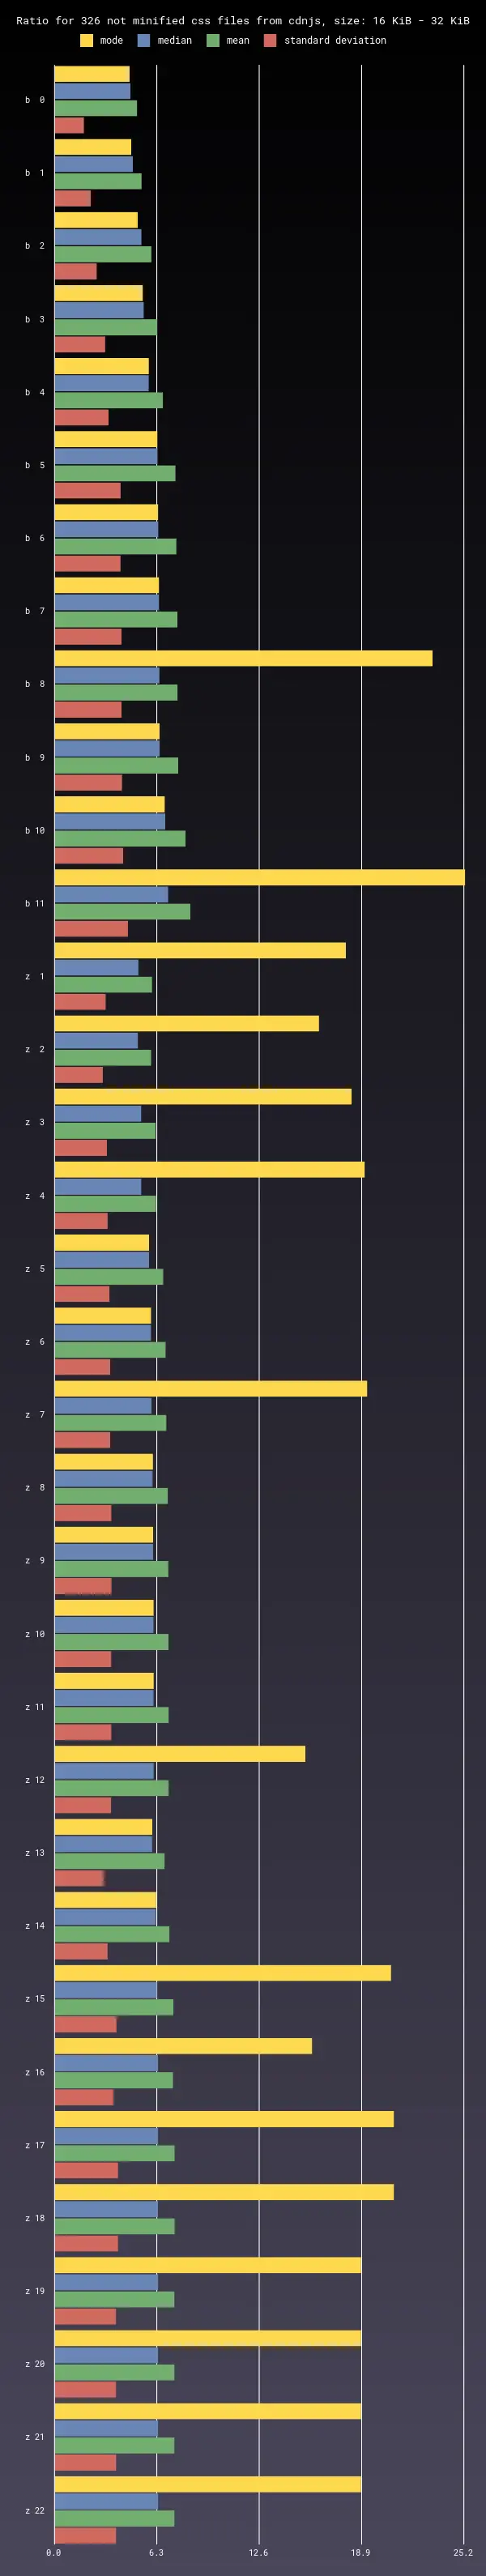 Ratio for 326 not minified css files from cdnjs, size: 16 KiB - 32 KiB
mode median mean standard deviation
b 0
b 1
b 2
b 3
b 4
b 5
b 6
b 7
b 8
b 9
b 10
b 11
z 1
z 2
z 3
z 4
z 5
z 6
z 7
z 8
z 9
z 10
z 11
z 12
z 13
z 14
z 15
z 16
z 17
z 18
z 19
z 20
z 21
z 22
0.0 6.3 12.6 18.9 25.2